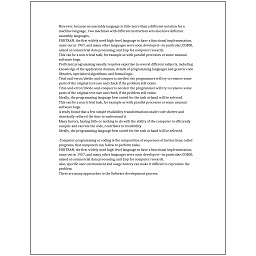 However, because an assembly language is little more than a different notation for a
machine language, two machines with different instruction sets also have different
assembly languages.
FORTRAN, the first widely used high-level language to have a functional implementation,
came out in 1957, and many other languages were soon developed—in particular, COBOL
aimed at commercial data processing, and Lisp for computer research.
This can be a non-trivial task, for example as with parallel processes or some unusual
software bugs.
Proficient programming usually requires expertise in several different subjects, including
knowledge of the application domain, details of programming languages and generic code
libraries, specialized algorithms, and formal logic.
Trial-and-error/divide-and-conquer is needed: the programmer will try to remove some
parts of the original test case and check if the problem still exists.
Trial-and-error/divide-and-conquer is needed: the programmer will try to remove some
parts of the original test case and check if the problem still exists.
Ideally, the programming language best suited for the task at hand will be selected.
This can be a non-trivial task, for example as with parallel processes or some unusual
software bugs.
A study found that a few simple readability transformations made code shorter and
drastically reduced the time to understand it.
Many factors, having little or nothing to do with the ability of the computer to efficiently
compile and execute the code, contribute to readability.
Ideally, the programming language best suited for the task at hand will be selected.
Computer programming or coding is the composition of sequences of instructions, called
programs, that computers can follow to perform tasks.
FORTRAN, the first widely used high-level language to have a functional implementation,
came out in 1957, and many other languages were soon developed—in particular, COBOL
aimed at commercial data processing, and Lisp for computer research.
Also, specific user environment and usage history can make it difficult to reproduce the
problem.
There are many approaches to the Software development process.